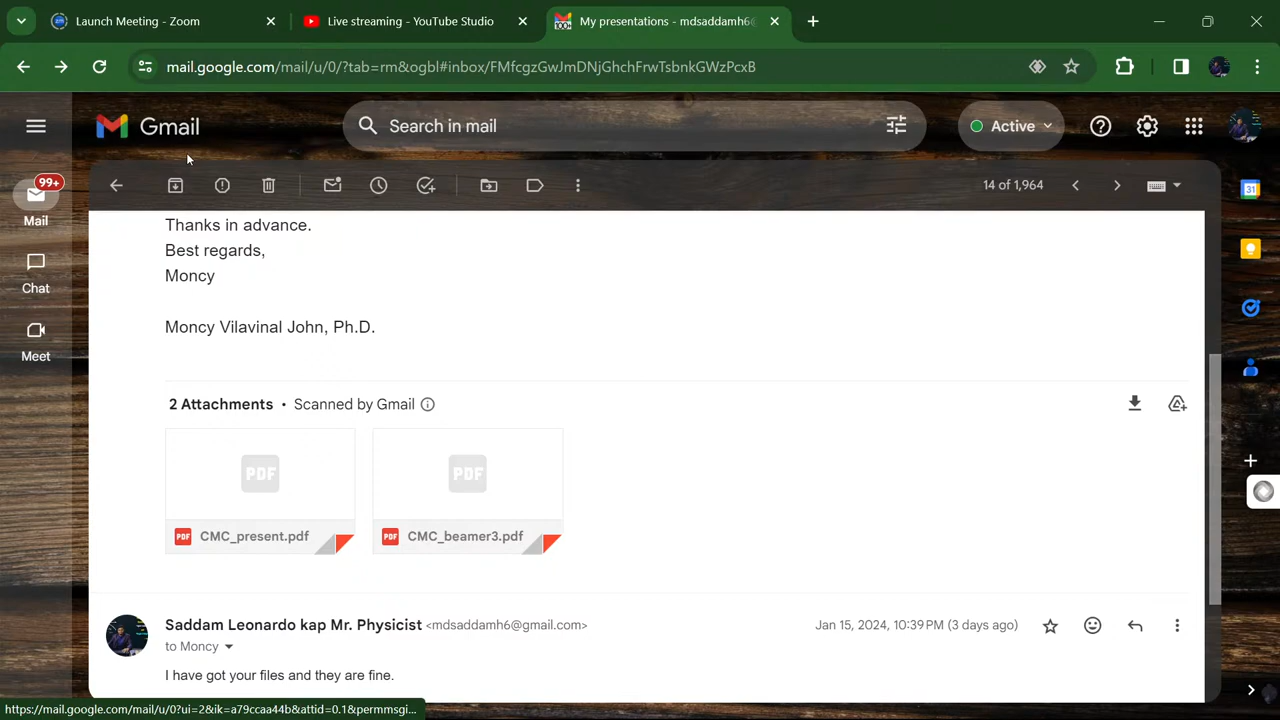 Launch Meeting - Zoom
Live streaming - YouTube Studio
My presentations - mdsaddamh6
mail.google.com/mail/u/0/?tab=rm&ogbl#inbox/FMfcgzGwJmDNjGhchFrwTsbnkGWzPcxB
Gmail
Search in mail
Active
99+
Mail
14 of 1,964
Chat
Meet
Thanks in advance.
Best regards,
Moncy
Moncy Vilavinal John, Ph.D.
2 Attachments • Scanned by Gmail
PDF
PDF
PDF CMC_present.pdf
PDF CMC_beamer3.pdf
Saddam Leonardo kap Mr. Physicist <mdsaddamh6@gmail.com>
Jan 15, 2024, 10:39 PM (3 days ago)
to Moncy
I have got your files and they are fine.
https://mail.google.com/mail/u/0?ui=2&ik=a79ccaa44b&attid=0.1&permmsgi...